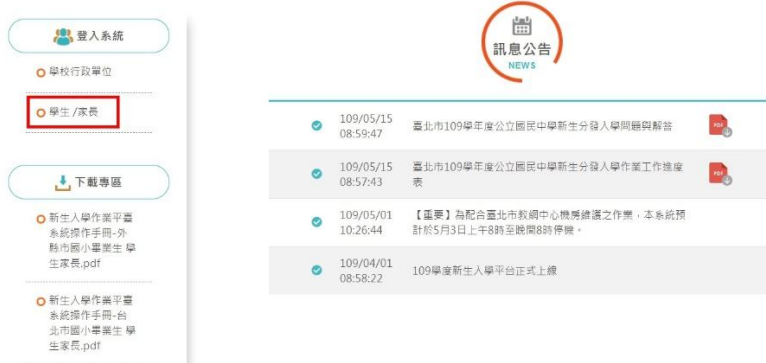 登入系統
學校行政單位
學生/家長
下載專區
新生入學作業平臺
系統操作手冊-外
縣市國小畢業生 學
生家長.pdf
新生入學作業平臺
系統操作手冊-台
北市國小畢業生 學
生家長.pdf
訊息公告
NEWS
109/05/15
08:59:47
臺北市109學年度公立國民中學新生分發入學問題與解答
PDF
109/05/15
08:57:43
臺北市109學年度公立國民中學新生分發入學作業工作進度
表
PDF
109/05/01
10:26:44
【重要】為配合臺北市教網中心機房維護之作業,本系統預
計於5月3日上午8時至晚間8時停機。
109/04/01
08:58:22
109學度新生入學平台正式上線